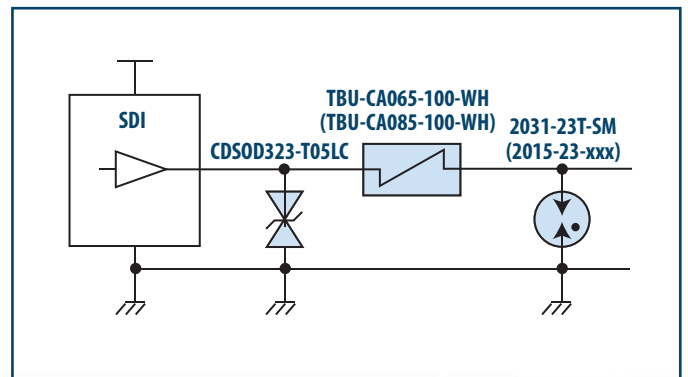 SDI
CDSOD323-T05LC
TBU-CA065-100-WH
(TBU-CA085-100-WH)
2031-23T-SM
(2015-23-xxx)